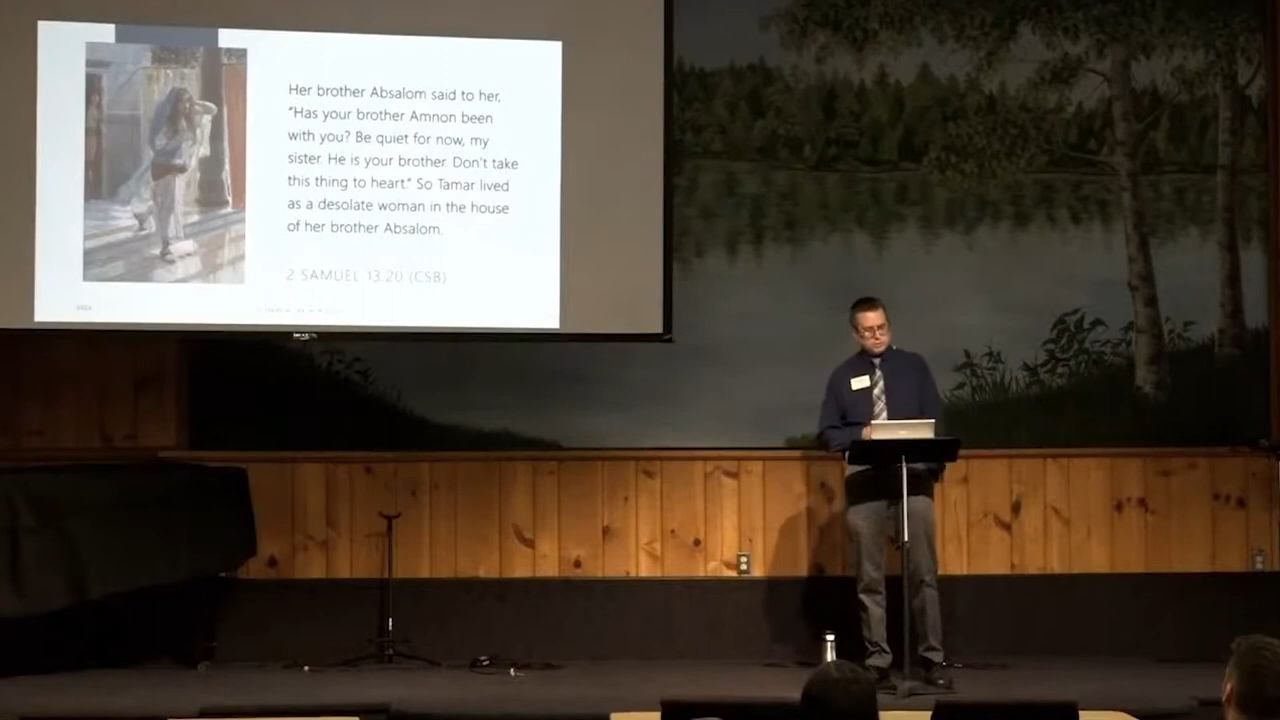 Her brother Absalom said to her,
“Has your brother Amnon been
with you? Be quiet for now, my
sister. He is your brother. Don't take
this thing to heart.” So Tamar lived
as a desolate woman in the house
of her brother Absalom.
2 SAMUEL 13:20 (CSB)